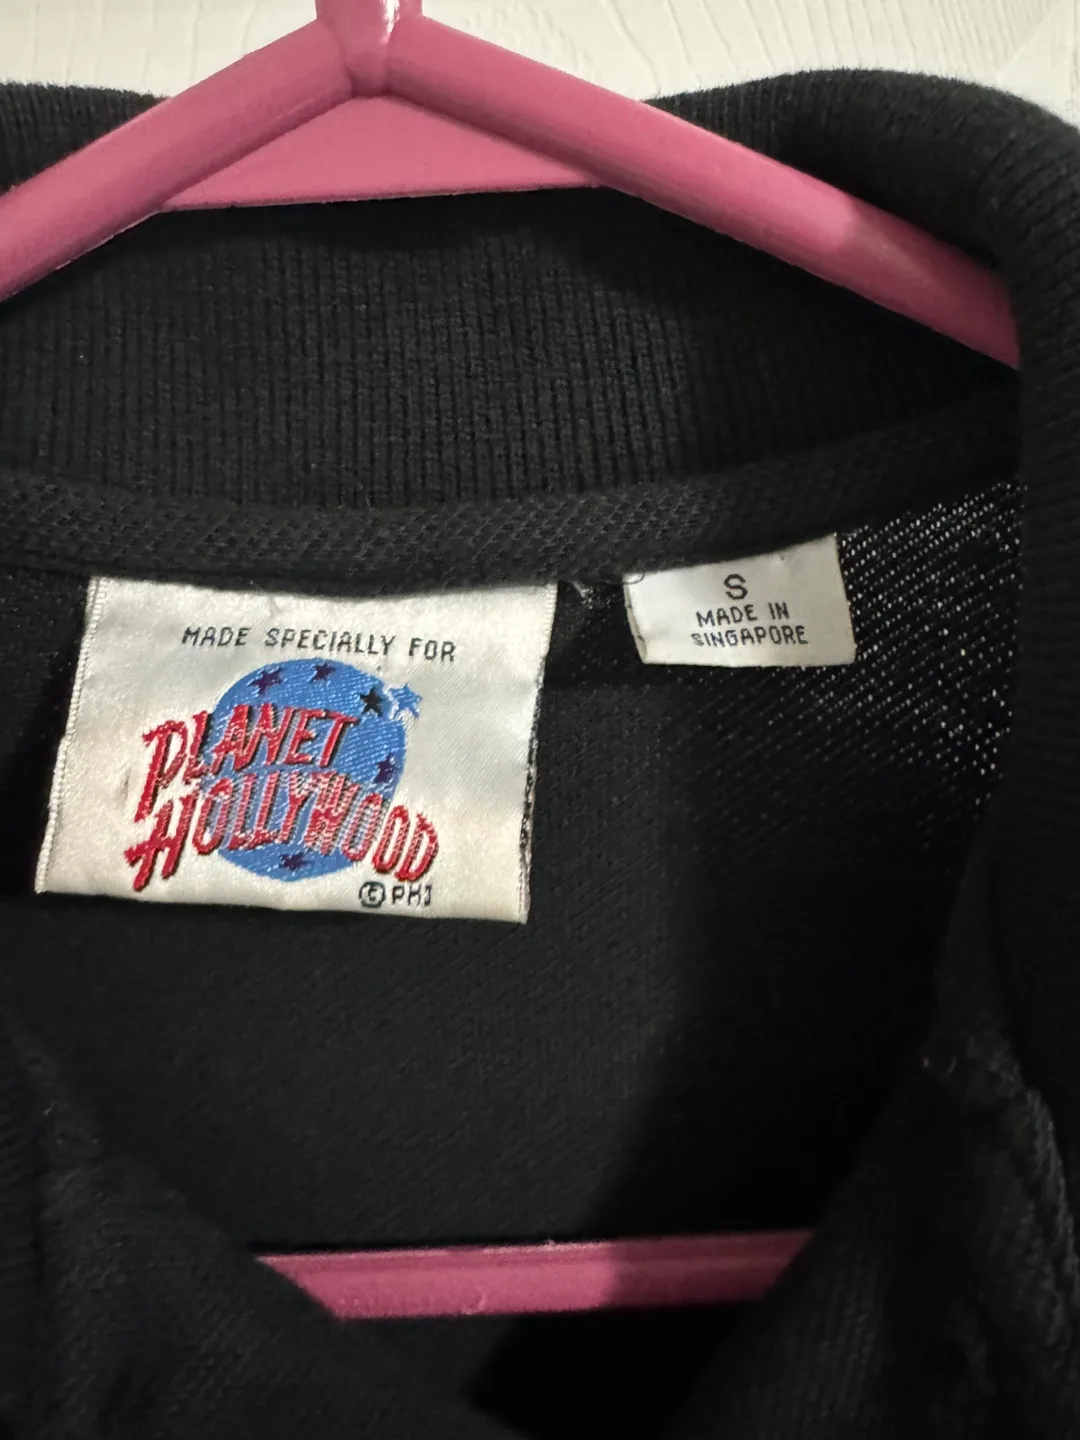 MADE SPECIALLY FOR
PLANET
HOLLYWOOD
©PHI
S
MADE IN
SINGAPORE